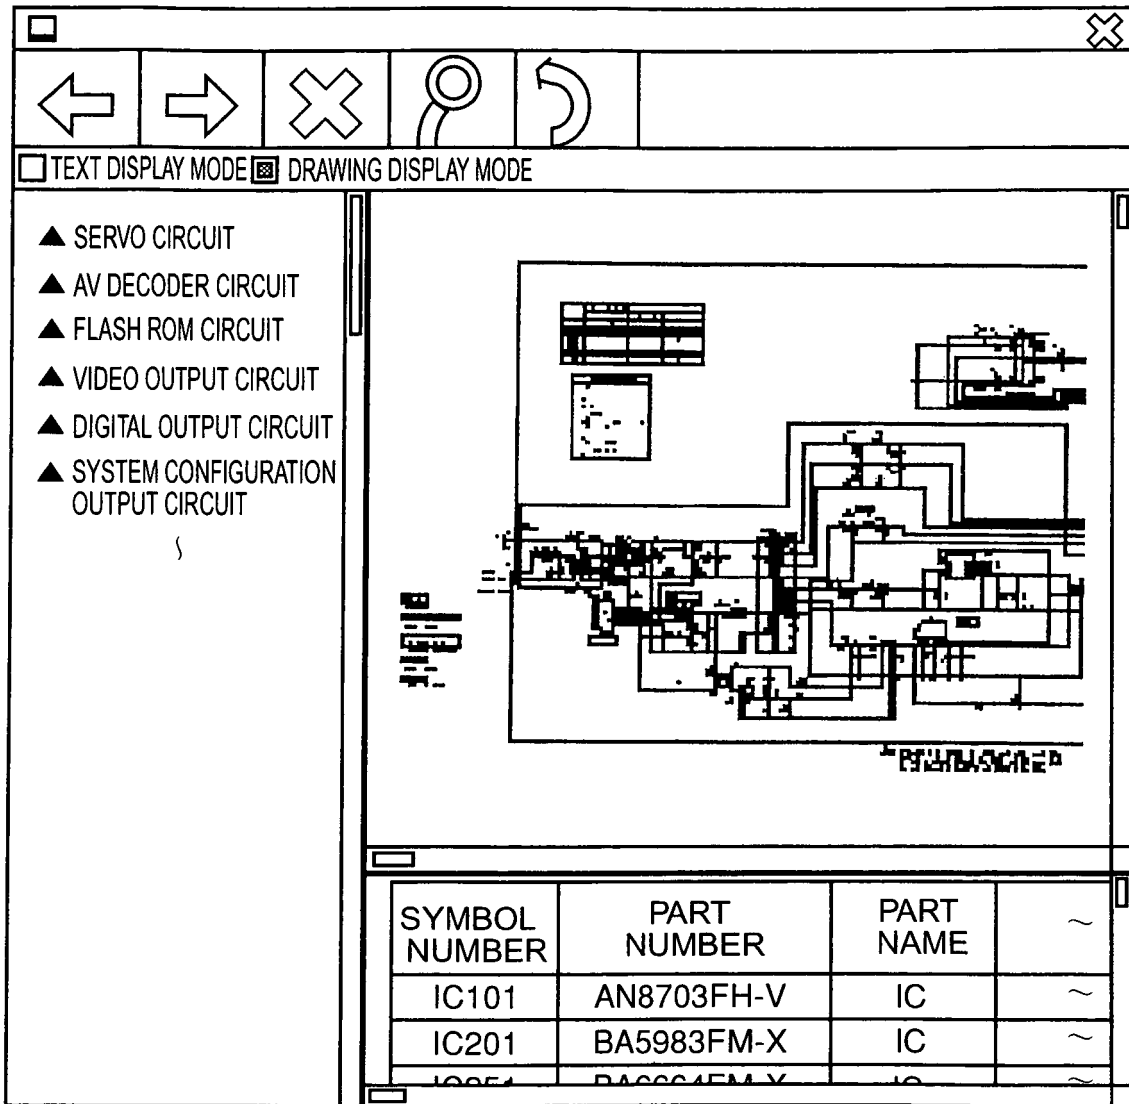 TEXT DISPLAY MODE DRAWING DISPLAY MODE
▲ SERVO CIRCUIT
▲ AV DECODER CIRCUIT
▲ FLASH ROM CIRCUIT
▲ VIDEO OUTPUT CIRCUIT
▲ DIGITAL OUTPUT CIRCUIT
▲ SYSTEM CONFIGURATION
OUTPUT CIRCUIT
~
SYMBOL NUMBER PART NUMBER PART NAME ~
IC101 AN8703FH-V IC ~
IC201 BA5983FM-X IC ~